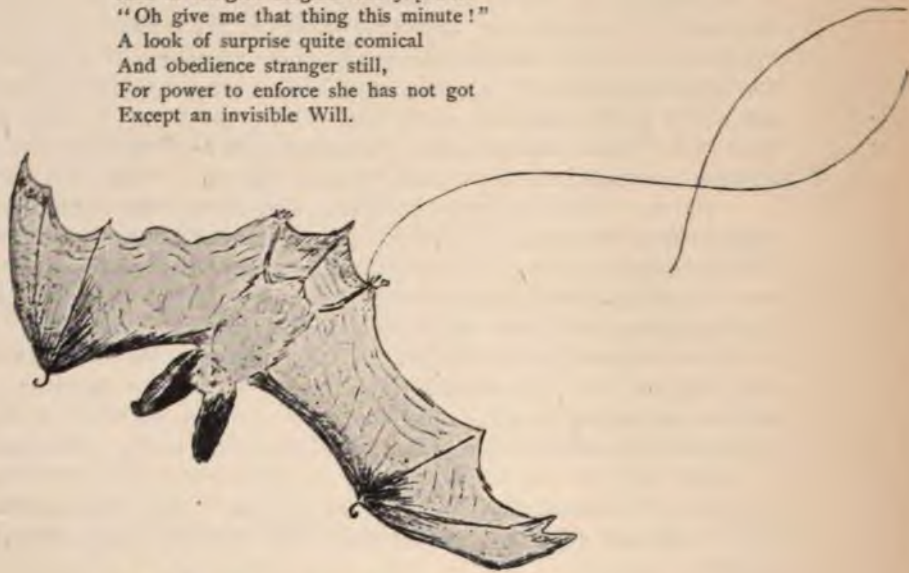 "Oh give me that thing this minute!"
A look of surprise quite comical
And obedience stranger still,
For power to enforce she has not got
Except an invisible Will.